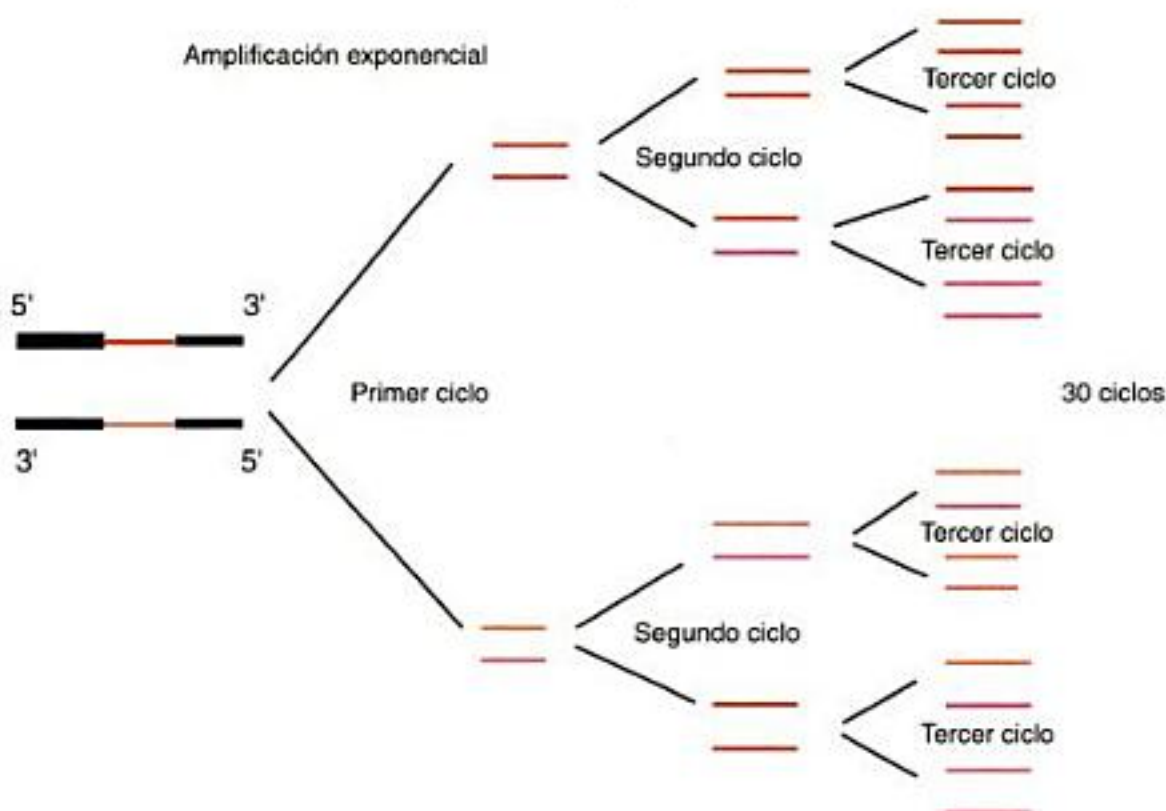 Amplificación exponencial
Tercer ciclo
Segundo ciclo
Tercer ciclo
5' 3'
Primer ciclo
30 ciclos
3' 5'
Tercer ciclo
Segundo ciclo
Tercer ciclo